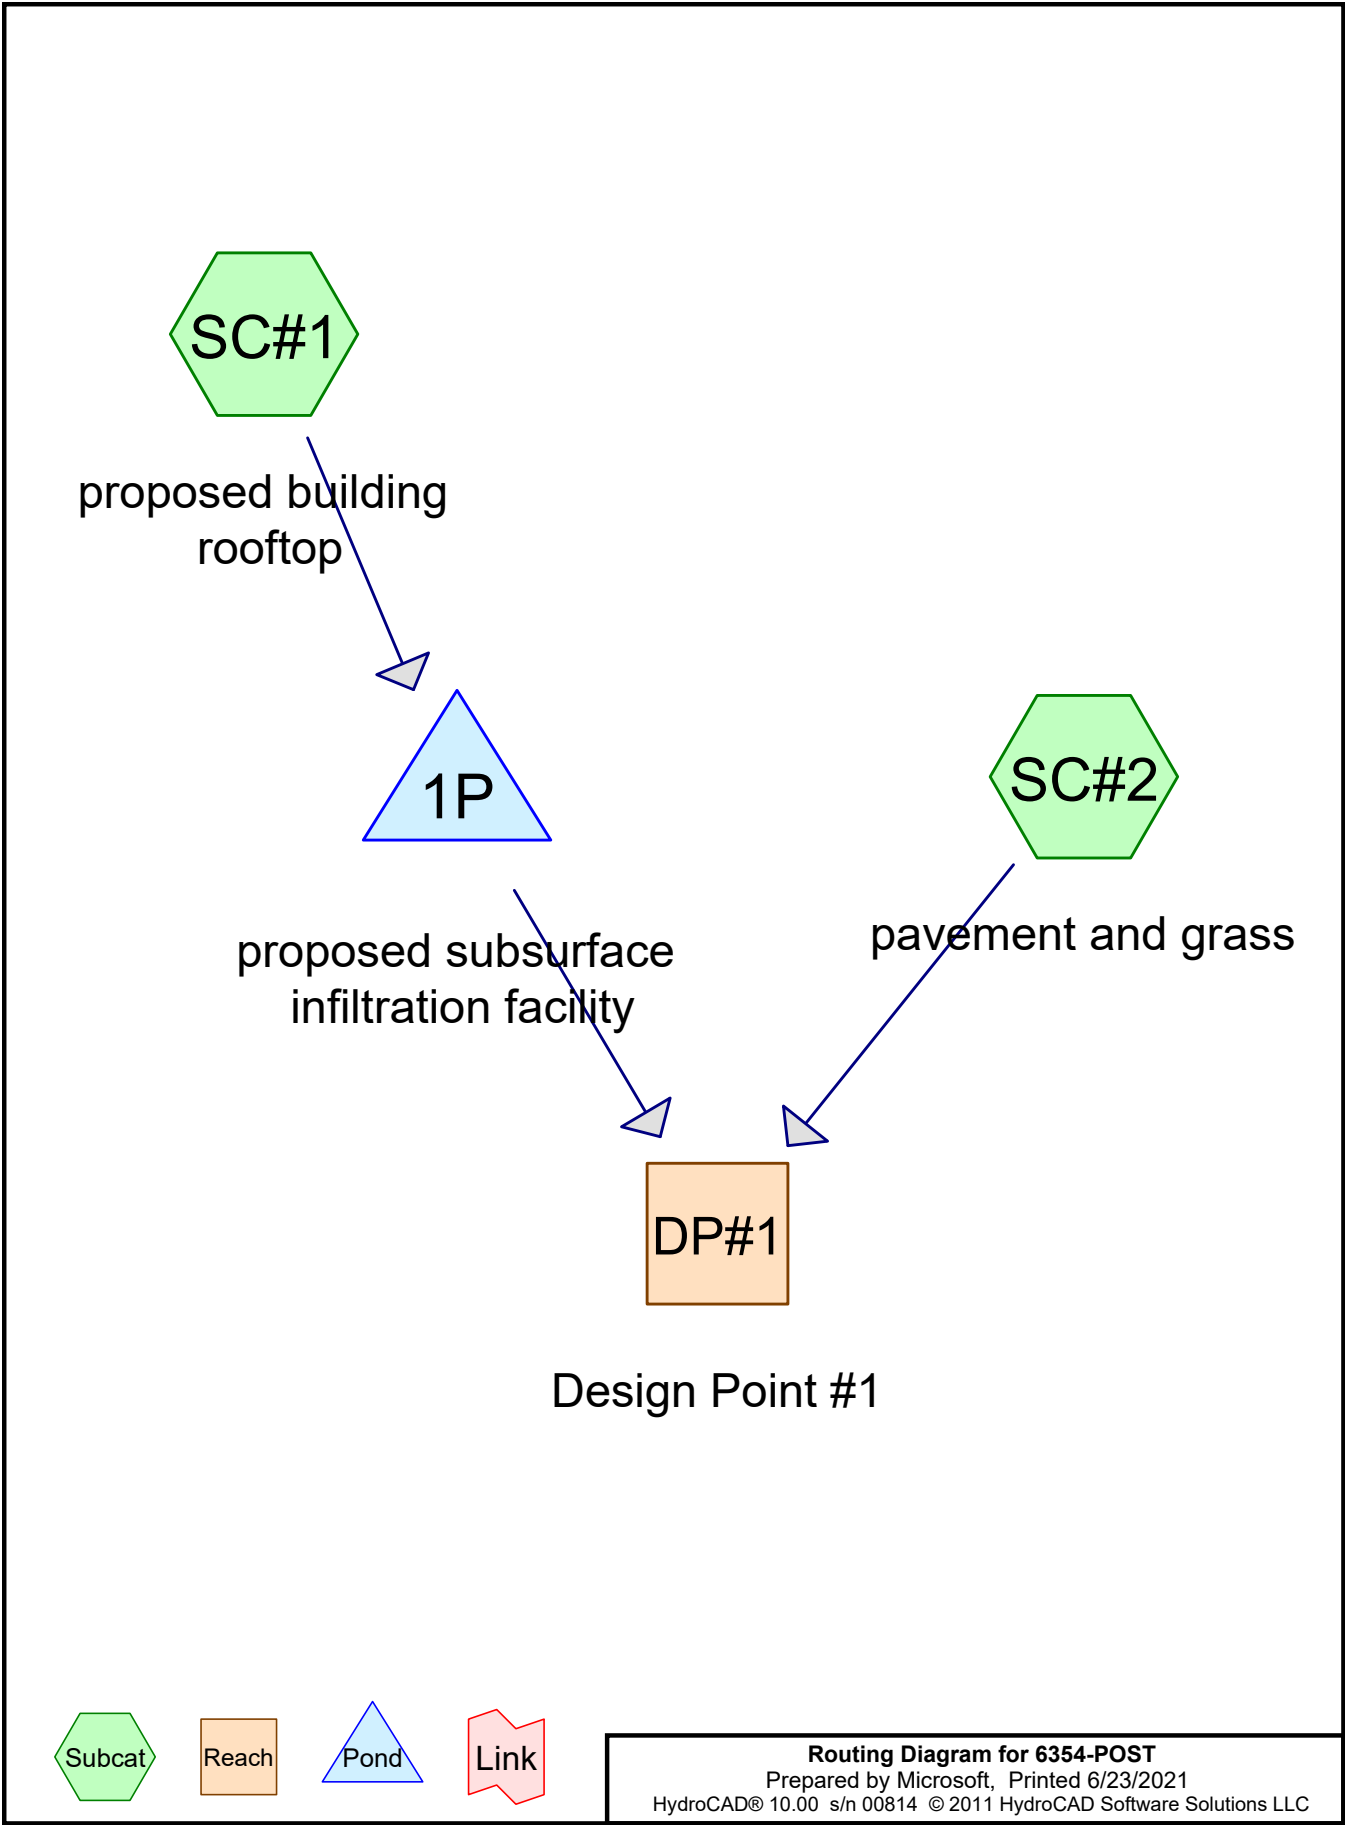 SC#1
proposed building
rooftop
1P
SC#2
proposed subsurface
infiltration facility
pavement and grass
DP#1
Design Point #1
Subcat
Reach
Pond
Link
Routing Diagram for 6354-POST
Prepared by Microsoft,  Printed 6/23/2021
HydroCAD® 10.00  s/n 00814  © 2011 HydroCAD Software Solutions LLC